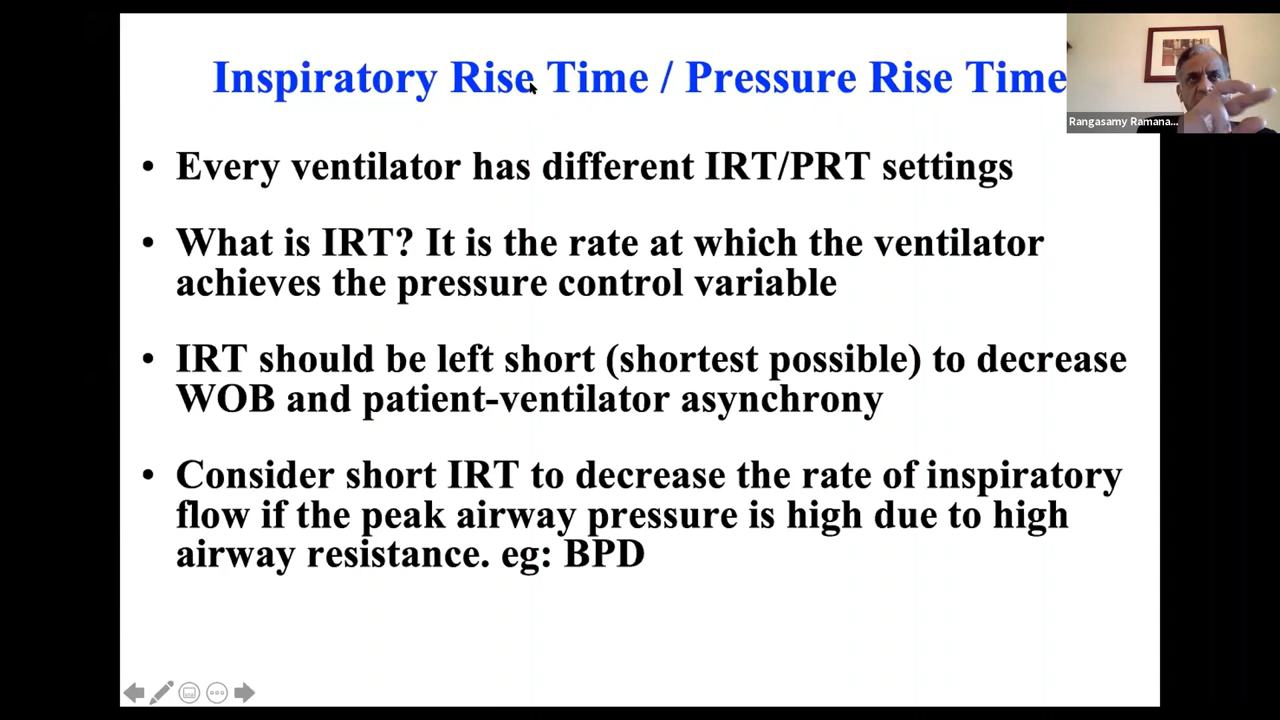 Inspiratory Rise Time / Pressure Rise Time
Rangasamy Ramana...
• Every ventilator has different IRT/PRT settings
• What is IRT? It is the rate at which the ventilator
achieves the pressure control variable
• IRT should be left short (shortest possible) to decrease
WOB and patient-ventilator asynchrony
• Consider short IRT to decrease the rate of inspiratory
flow if the peak airway pressure is high due to high
airway resistance. eg: BPD